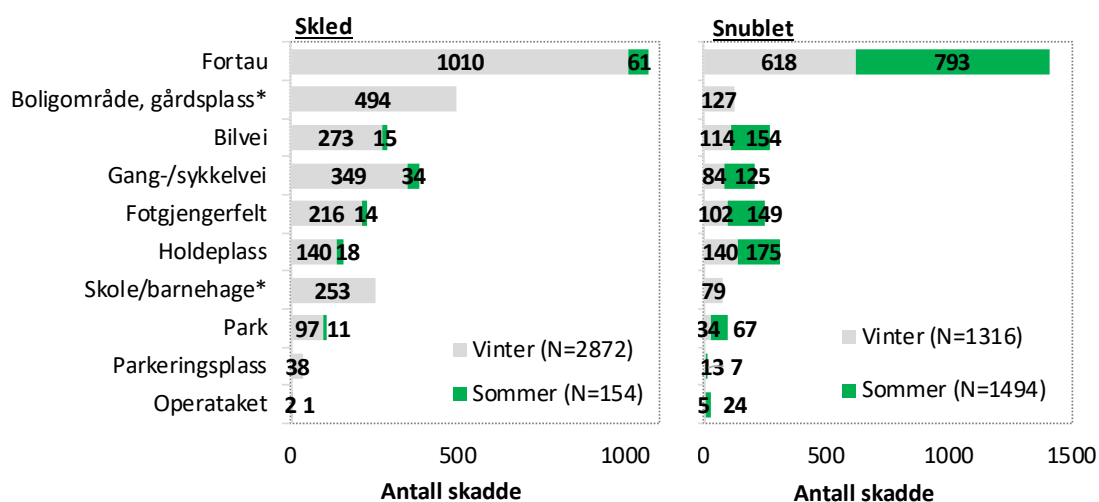 Skled
Snublet
Fortau 1010 61 618 793
Boligområde, gårdsplass* 494 127
Bilvei 273 15 114 154
Gang-/sykkelvei 349 34 84 125
Fotgjengerfelt 216 14 102 149
Holdeplass 140 18 140 175
Skole/barnehage* 253 79
Park 97 11 34 67
Parkeringsplass 38 13 7
Operataket 2 1 5 24
Vinter (N=2872)
Sommer (N=154)
Vinter (N=1316)
Sommer (N=1494)
0 500 1000
0 500 1000 1500
Antall skadde
Antall skadde